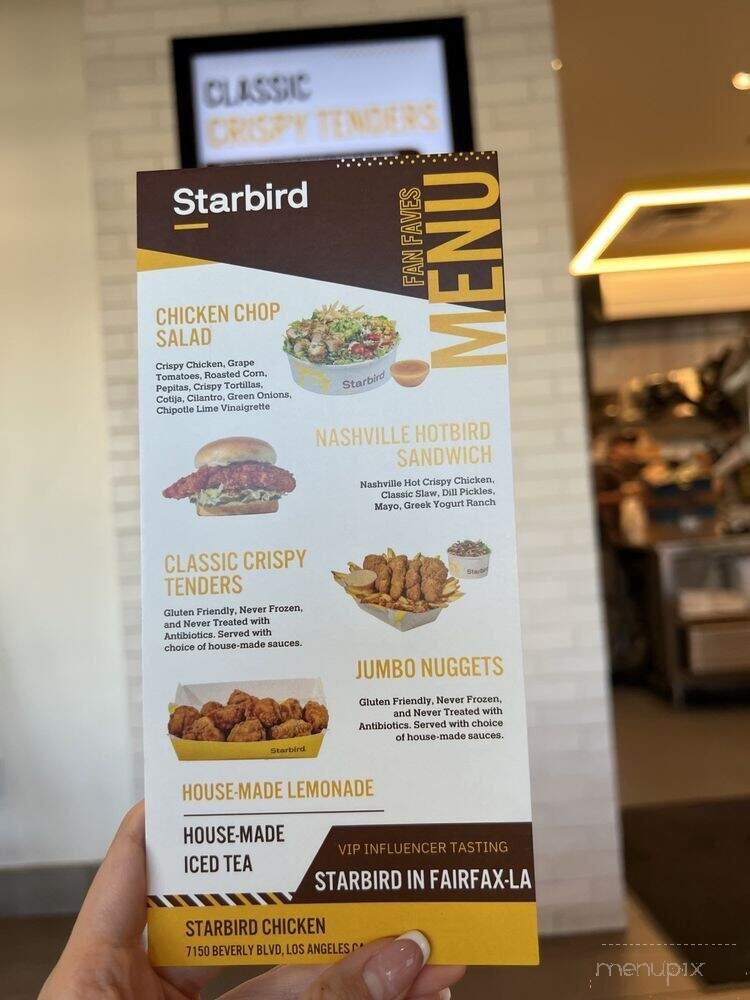 CLASSIC
CRISPY TENDERS
Starbird
FAN FAVES
MENU
CHICKEN CHOP
SALAD
Crispy Chicken, Grape
Tomatoes, Roasted Corn,
Pepitas, Crispy Tortillas,
Cotija, Cilantro, Green Onions,
Chipotle Lime Vinaigrette
Starbird
NASHVILLE HOTBIRD
SANDWICH
Nashville Hot Crispy Chicken,
Classic Slaw, Dill Pickles,
Mayo, Greek Yogurt Ranch
CLASSIC CRISPY
TENDERS
Gluten Friendly, Never Frozen,
and Never Treated with
Antibiotics. Served with
choice of house-made sauces.
Starbird
JUMBO NUGGETS
Gluten Friendly, Never Frozen,
and Never Treated with
Antibiotics. Served with choice
of house-made sauces.
Starbird
HOUSE-MADE LEMONADE
HOUSE-MADE
ICED TEA
VIP INFLUENCER TASTING
STARBIRD IN FAIRFAX-LA
STARBIRD CHICKEN
7150 BEVERLY BLVD, LOS ANGELES CA
menupix